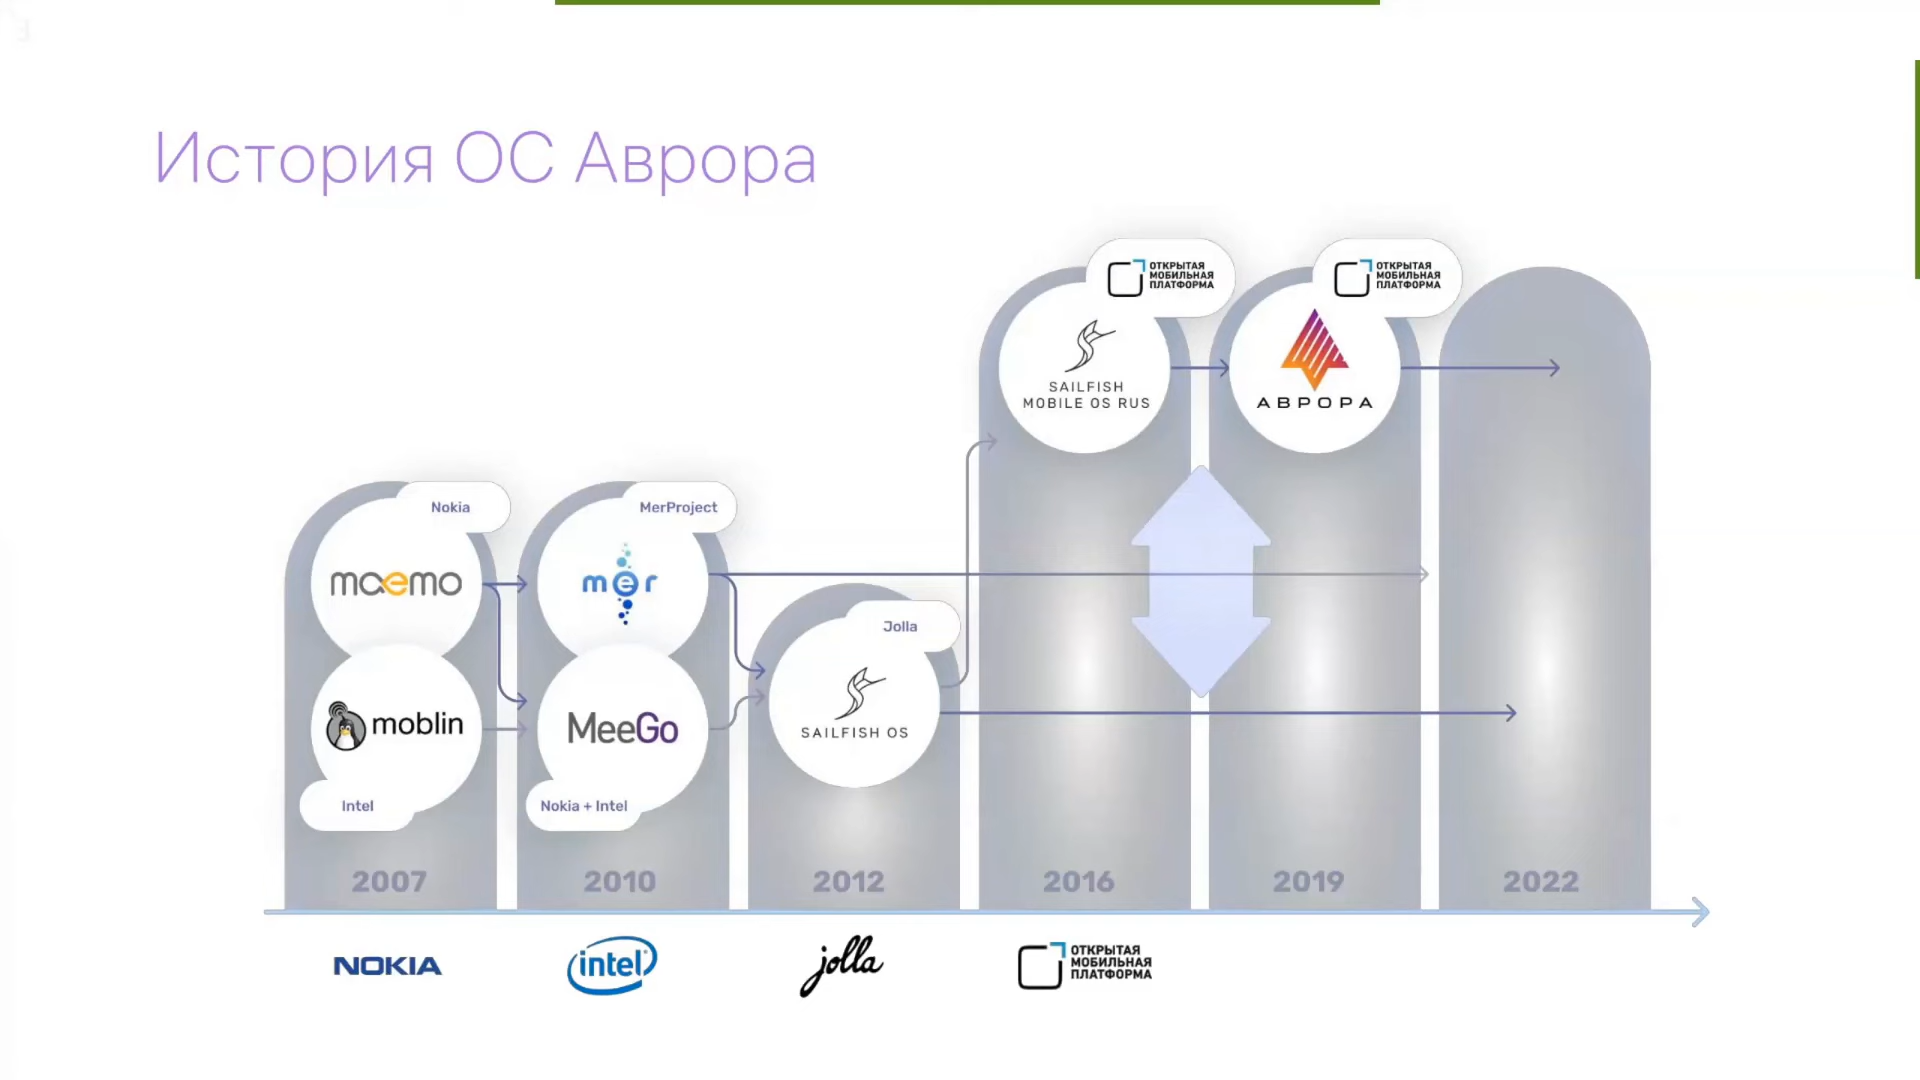 История ОС Аврора
ОТКРЫТАЯ
МОБИЛЬНАЯ
ПЛАТФОРМА
ОТКРЫТАЯ
МОБИЛЬНАЯ
ПЛАТФОРМА
SAILFISH
MOBILE OS RUS
АВРОРА
Nokia
MerProject
maemo
mer
Jolla
moblin
MeeGo
SAILFISH OS
Intel
Nokia + Intel
2007
2010
2012
2016
2019
2022
NOKIA
intel
jolla
ОТКРЫТАЯ
МОБИЛЬНАЯ
ПЛАТФОРМА